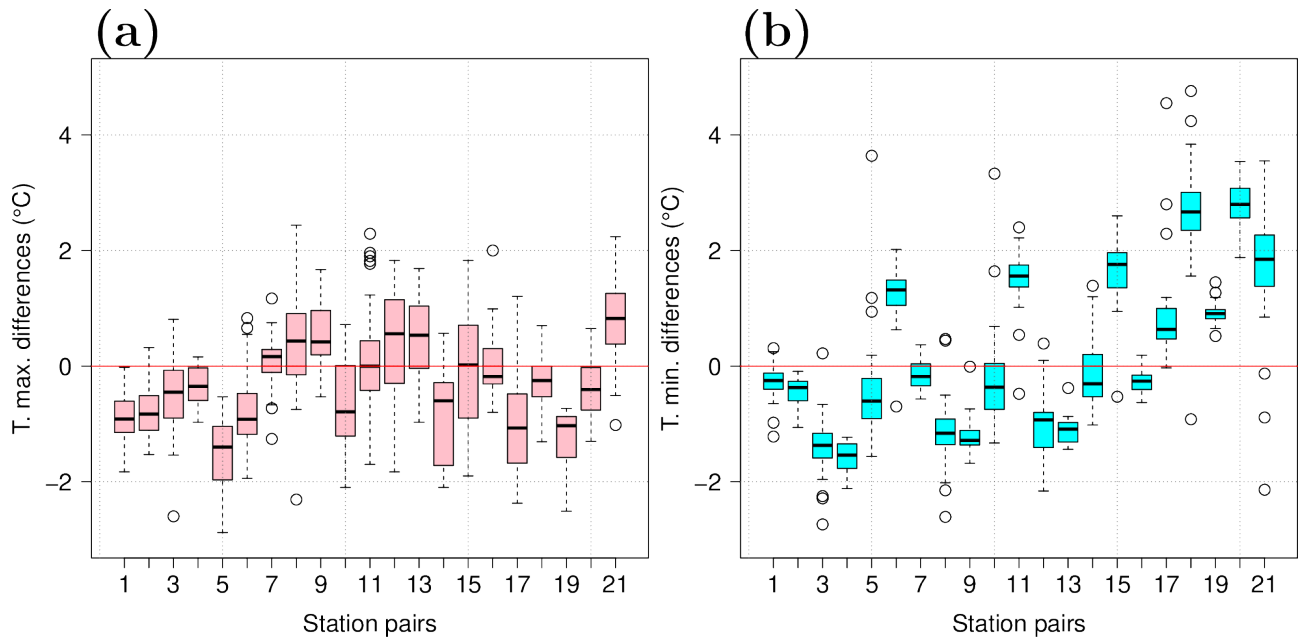 (a)
T. max. differences (°C)
4
2
0
−2
1 3 5 7 9 11 13 15 17 19 21
Station pairs
(b)
T. min. differences (°C)
4
2
0
−2
1 3 5 7 9 11 13 15 17 19 21
Station pairs